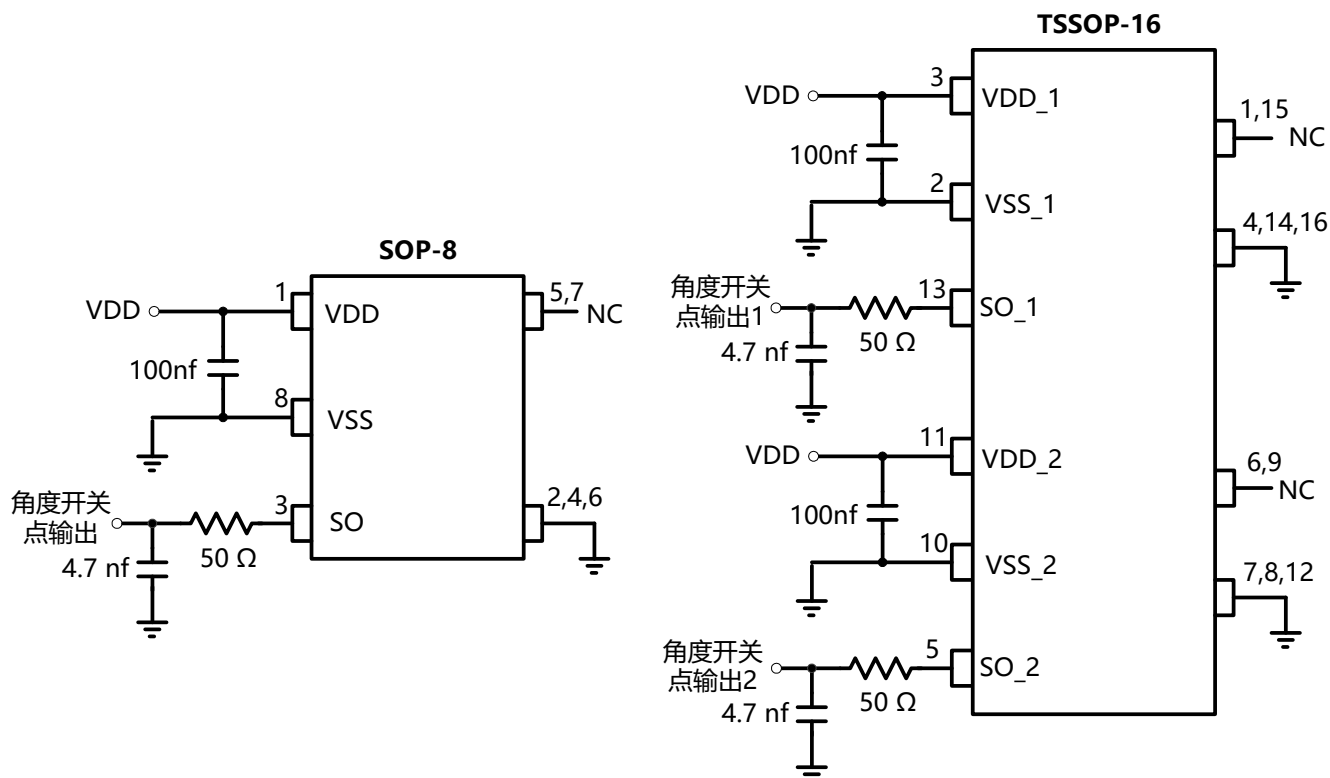 SOP-8
VDD
1
VDD
5,7
NC
100nf
8
VSS
角度开关
点输出
3
SO
2,4,6
50 Ω
4.7 nf
TSSOP-16
VDD
3
VDD_1
1,15
NC
100nf
2
VSS_1
4,14,16
角度开关
点输出1
13
SO_1
50 Ω
4.7 nf
VDD
11
VDD_2
6,9
NC
100nf
10
VSS_2
7,8,12
角度开关
点输出2
5
SO_2
50 Ω
4.7 nf